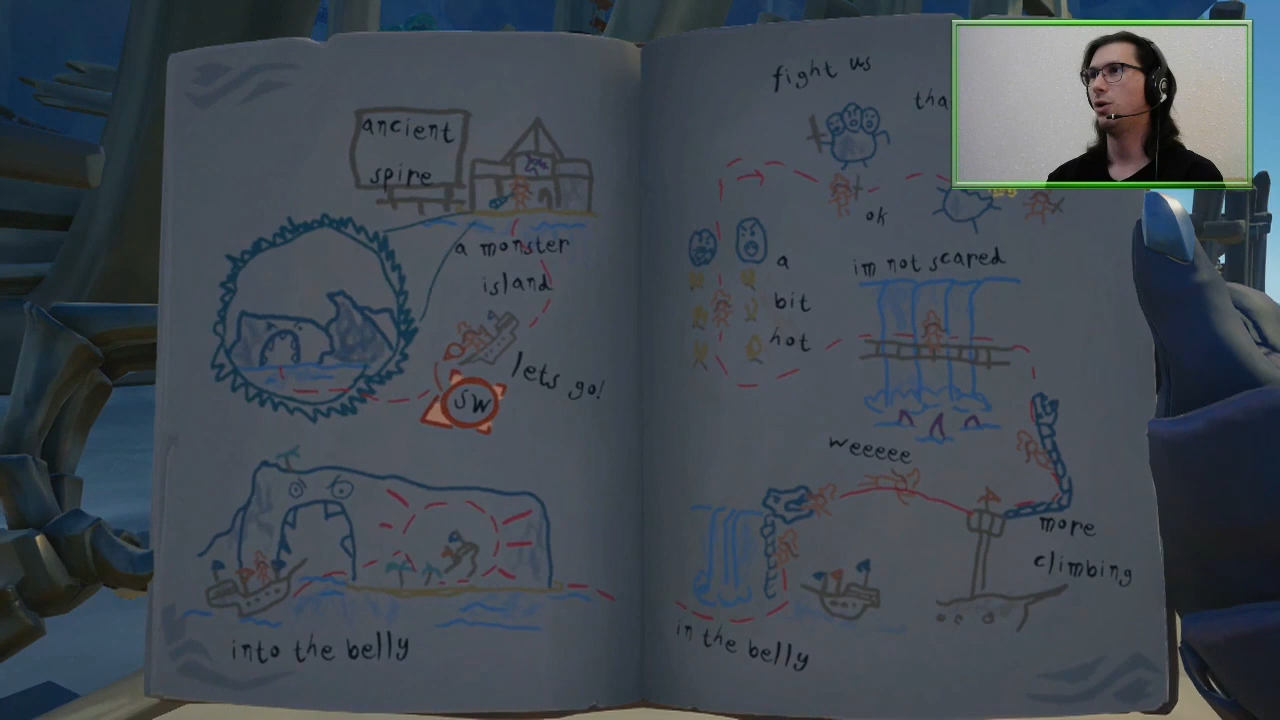 ancient
spire
a monster
island
lets go!
SW
into the belly
fight us
ok
a
bit
hot
im not scared
weeeee
more
climbing
in the belly